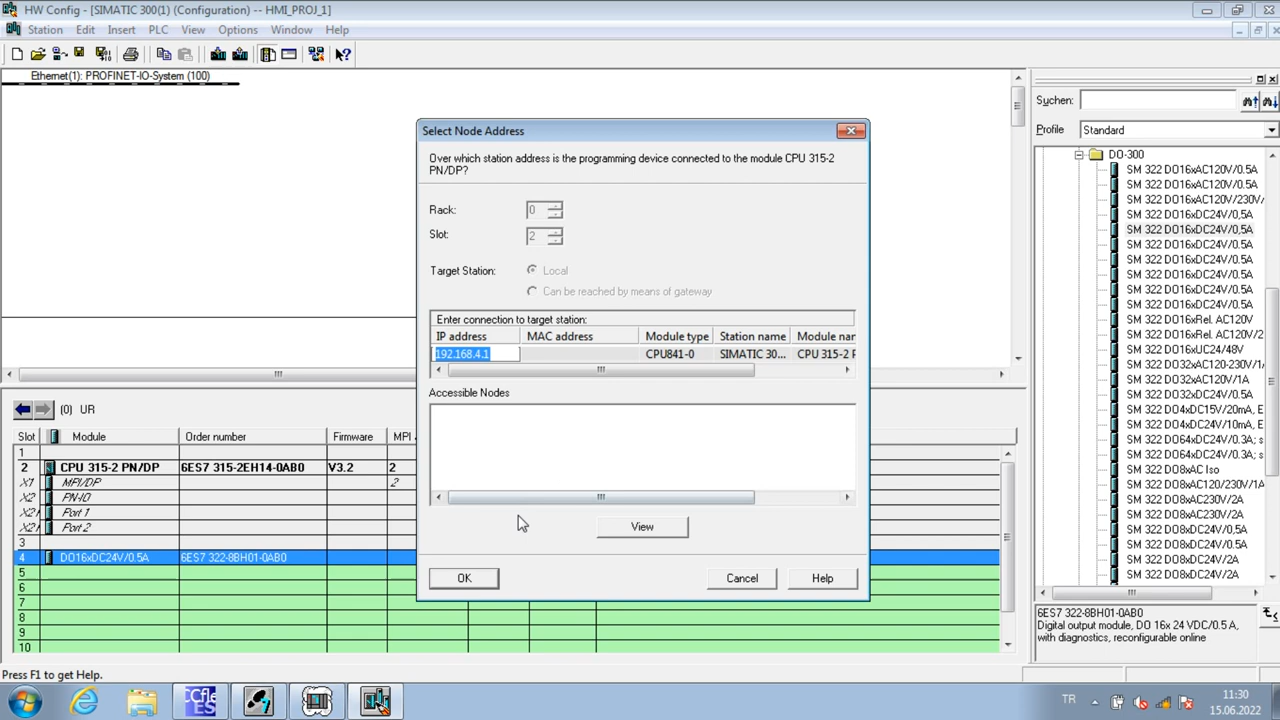 HW Config - [SIMATIC 300(1) (Configuration) -- HMI_PROJ_1]
Station Edit Insert PLC View Options Window Help
Ethernet(1): PROFINET-IO-System (100)
Select Node Address
Over which station address is the programming device connected to the module CPU 315-2
PN/DP?
Rack: 0
Slot: 2
Target Station: Local
Can be reached by means of gateway
Enter connection to target station:
IP address MAC address Module type Station name Module nam
192.168.4.1 CPU841-0 SIMATIC 30... CPU 315-2 P
Accessible Nodes
View
OK Cancel Help
(0) UR
Slot Module Order number Firmware MPI
1
2 CPU 315-2 PN/DP 6ES7 315-2EH14-0AB0 V3.2 2
X1 MPI/DP 2
X2 PN-IO
X2 Port 1
X2 Port 2
3
4 DO16xDC24V/0.5A 6ES7 322-8BH01-0AB0
5
6
7
8
9
10
Suchen:
Profile Standard
DO-300
SM 322 DO16xAC120V/0.5A
SM 322 DO16xAC120V/0.5A
SM 322 DO16xAC120V/230V/
SM 322 DO16xDC24V/0,5A
SM 322 DO16xDC24V/0,5A
SM 322 DO16xDC24V/0.5A
SM 322 DO16xDC24V/0.5A
SM 322 DO16xDC24V/0.5A
SM 322 DO16xDC24V/0.5A
SM 322 DO16xDC24V/0.5A
SM 322 DO16xRel. AC120V
SM 322 DO16xRel. AC120V/2
SM 322 DO16xUC24/48V
SM 322 DO32xAC120-230V/1A
SM 322 DO32xAC120V/1A
SM 322 DO32xDC24V/0.5A
SM 322 DO4xDC15V/20mA, E
SM 322 DO4xDC24V/10mA, E
SM 322 DO64xDC24V/0.3A; s
SM 322 DO64xDC24V/0.3A; s
SM 322 DO8xAC Iso
SM 322 DO8xAC120/230V/1A
SM 322 DO8xAC230V/2A
SM 322 DO8xAC230V/2A
SM 322 DO8xDC24V/0,5A
SM 322 DO8xDC24V/0.5A
SM 322 DO8xDC24V/2A
SM 322 DO8xDC24V/2A
6ES7 322-8BH01-0AB0
Digital output module, DO 16x 24 VDC/0.5 A,
with diagnostics, reconfigurable online
Press F1 to get Help.
TR 11:30
15.06.2022